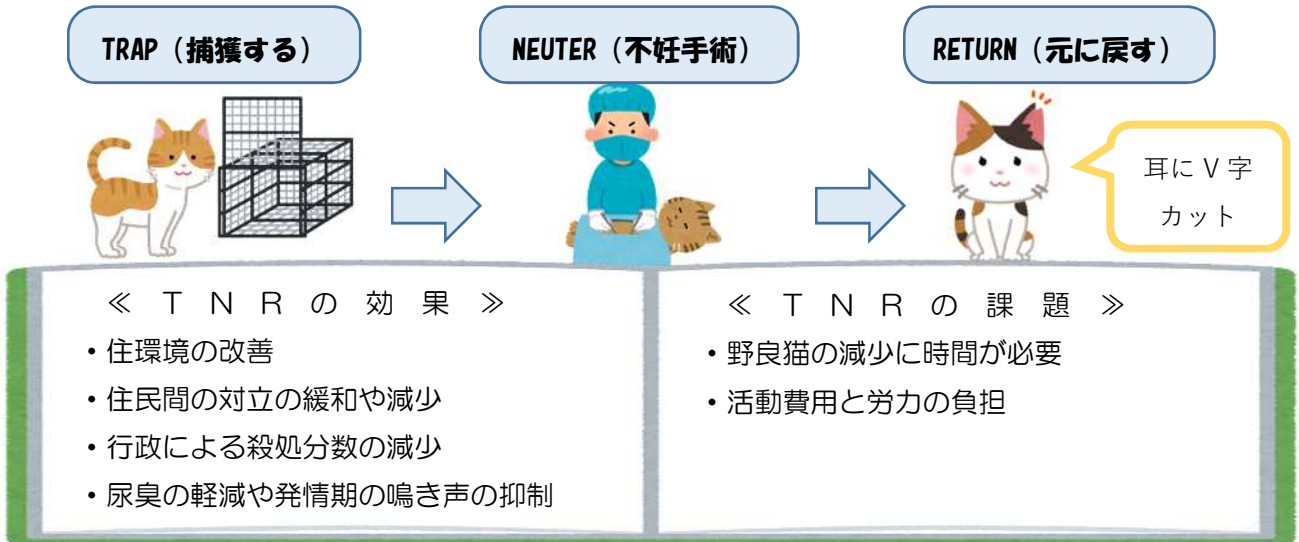 TRAP（捕獲する）
NEUTER（不妊手術）
RETURN（元に戻す）
耳にV字
カット
≪TNRの効果≫
・住環境の改善
・住民間の対立の緩和や減少
・行政による殺処分数の減少
・尿臭の軽減や発情期の鳴き声の抑制
≪TNRの課題≫
・野良猫の減少に時間が必要
・活動費用と労力の負担